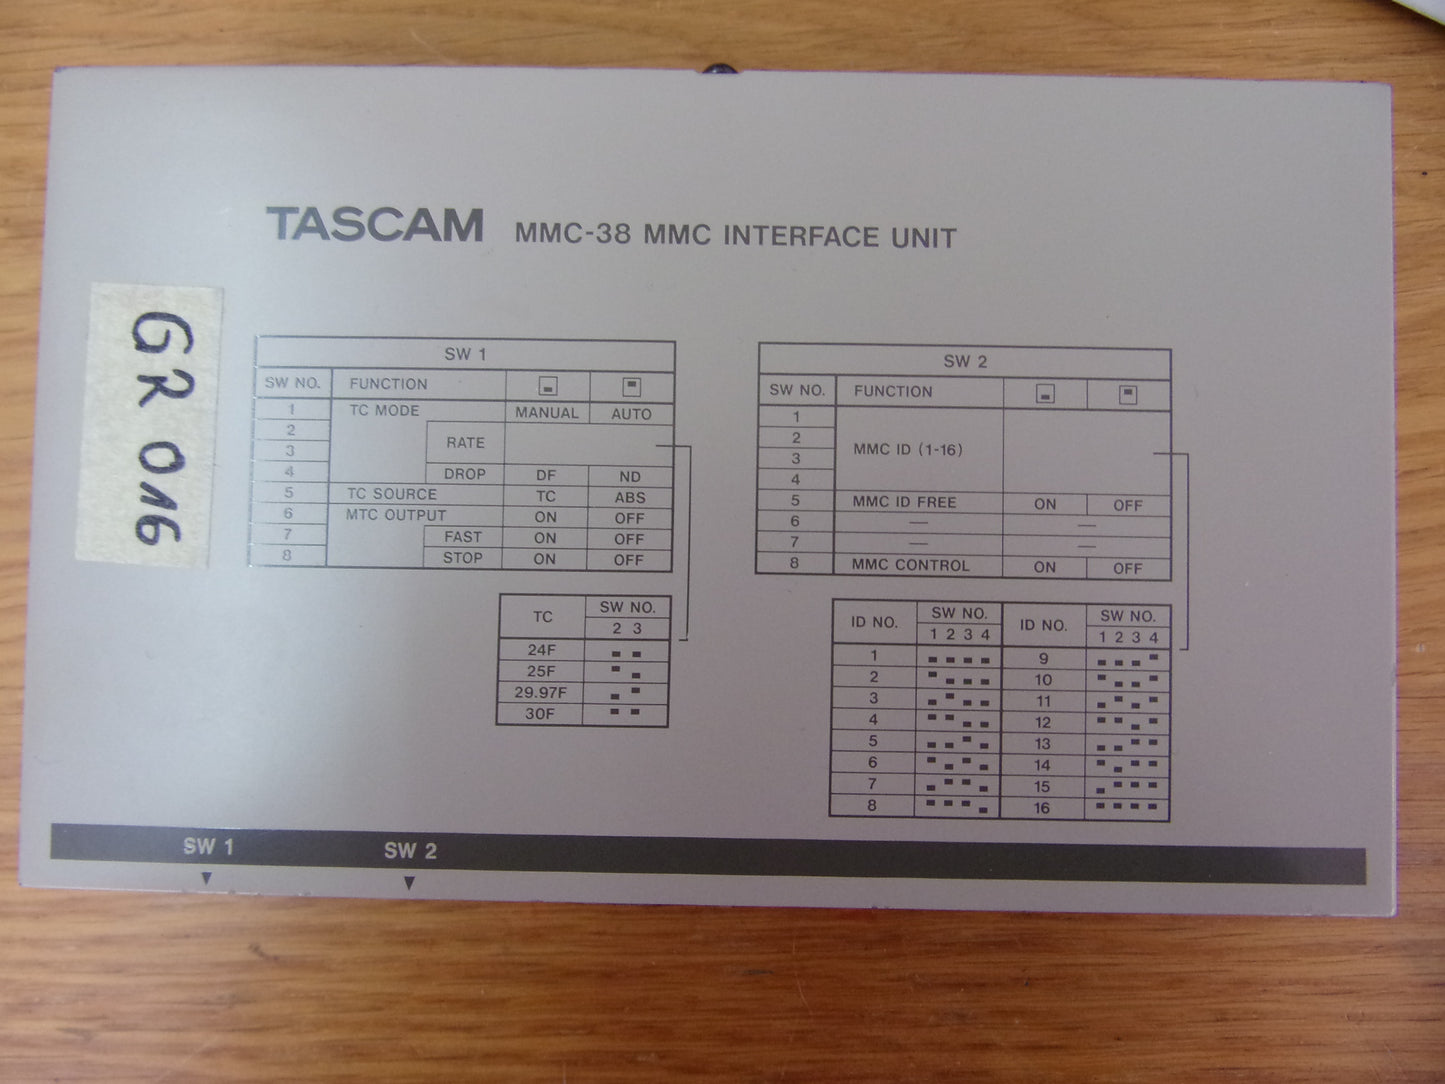 TASCAM MMC-38 MMC INTERFACE UNIT
GR 016
SW 1
SW NO. FUNCTION
1 TC MODE MANUAL AUTO
2
RATE
3
4 DROP DF ND
5 TC SOURCE TC ABS
6 MTC OUTPUT ON OFF
7 FAST ON OFF
8 STOP ON OFF
TC SW NO.
2 3
24F
25F
29.97F
30F
SW 2
SW NO. FUNCTION
1
2
MMC ID (1-16)
3
4
5 MMC ID FREE ON OFF
6 — —
7 — —
8 MMC CONTROL ON OFF
ID NO. SW NO. ID NO. SW NO.
1 2 3 4 1 2 3 4
1 9
2 10
3 11
4 12
5 13
6 14
7 15
8 16
SW 1 SW 2